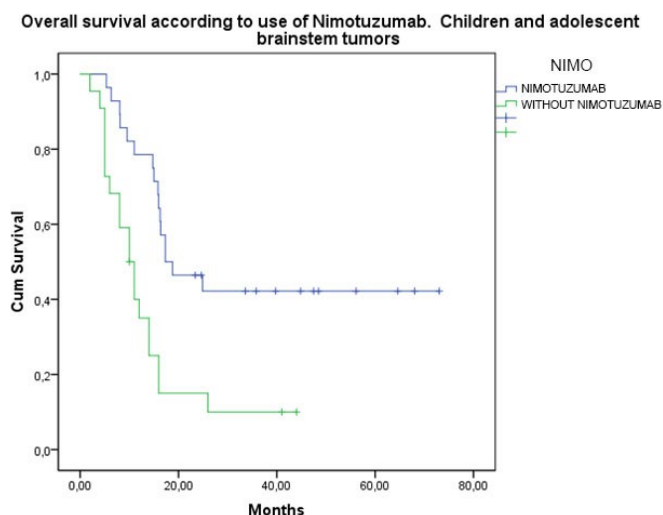 Overall survival according to use of Nimotuzumab. Children and adolescent
brainstem tumors
NIMO
NIMOTUZUMAB
WITHOUT NIMOTUZUMAB
Cum Survival
1,0
0,8
0,6
0,4
0,2
0,0
0,00 20,00 40,00 60,00 80,00
Months